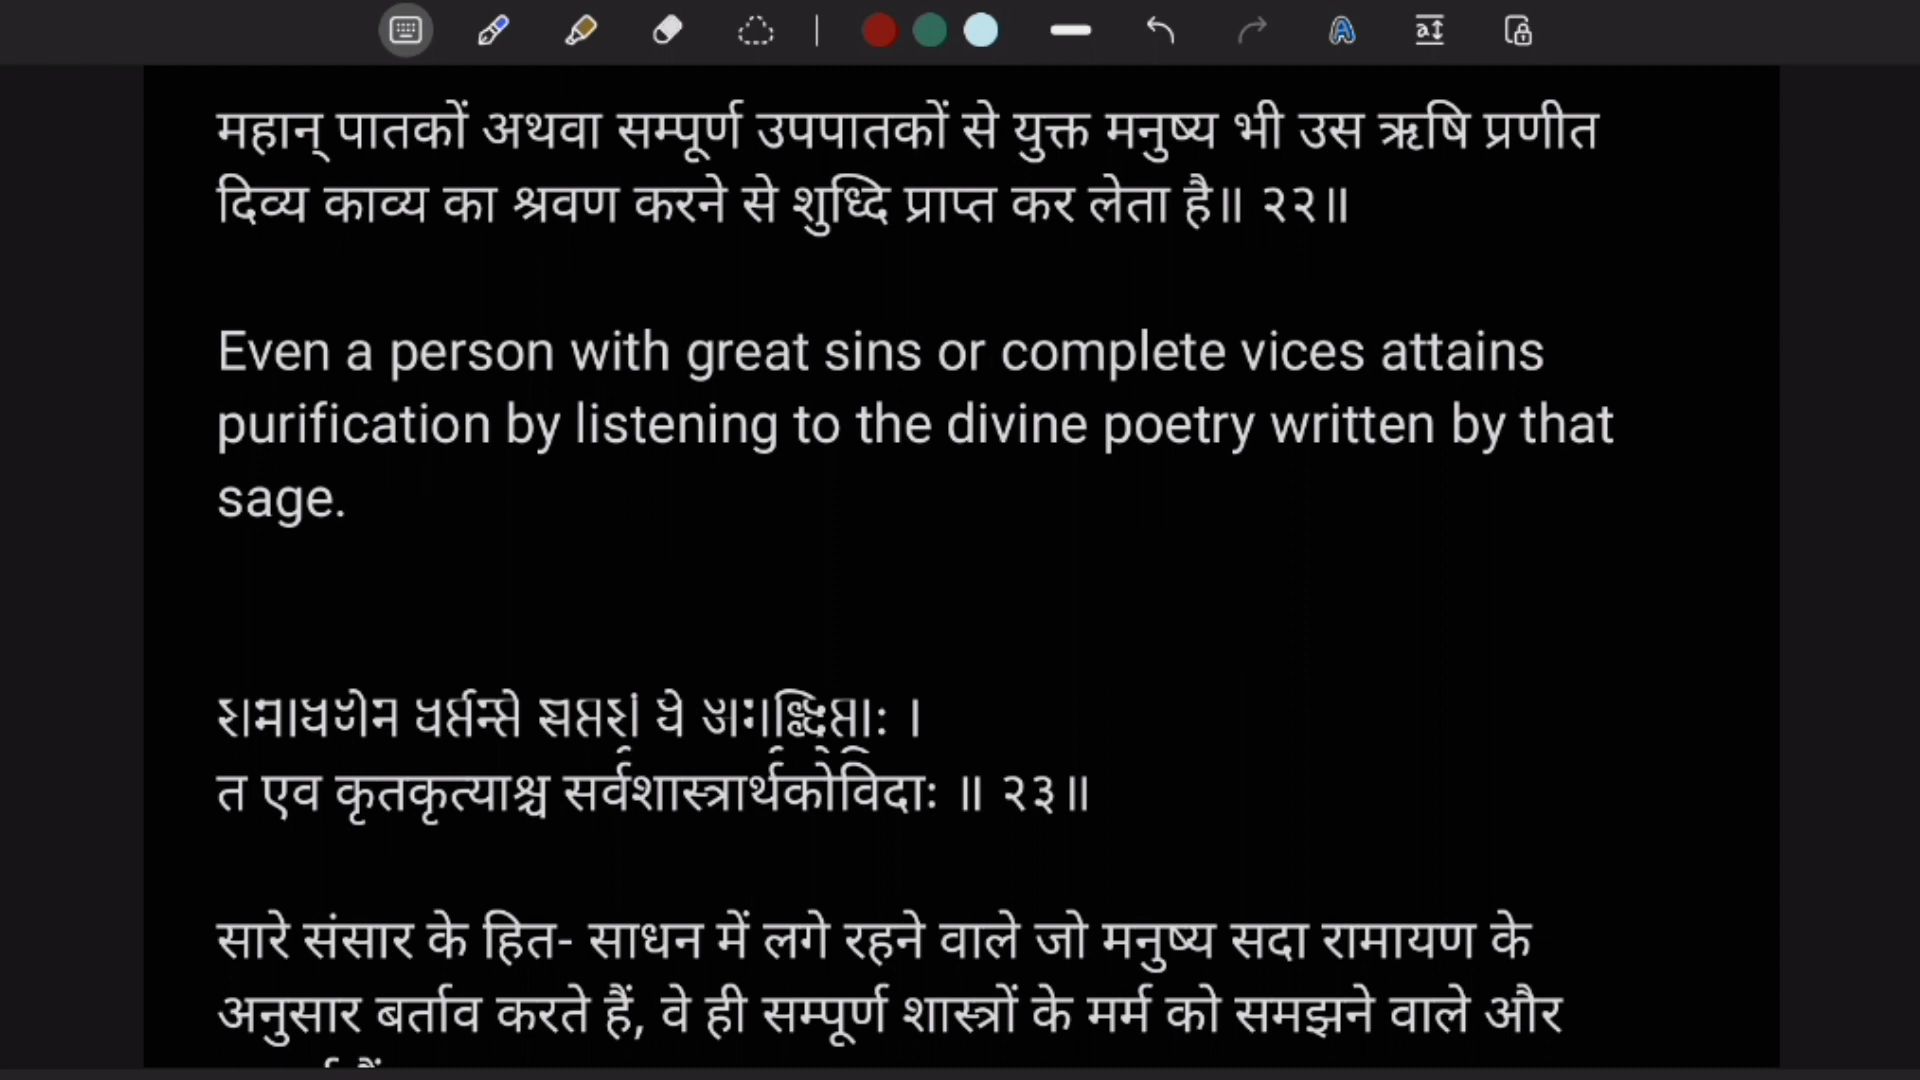 महान् पातकों अथवा सम्पूर्ण उपपातकों से युक्त मनुष्य भी उस ऋषि प्रणीत
दिव्य काव्य का श्रवण करने से शुध्दि प्राप्त कर लेता है॥ २२॥
Even a person with great sins or complete vices attains
purification by listening to the divine poetry written by that
sage.
त एव कृतकृत्याश्च सर्वशास्त्रार्थकोविदाः ॥ २३॥
सारे संसार के हित- साधन में लगे रहने वाले जो मनुष्य सदा रामायण के
अनुसार बर्ताव करते हैं, वे ही सम्पूर्ण शास्त्रों के मर्म को समझने वाले और